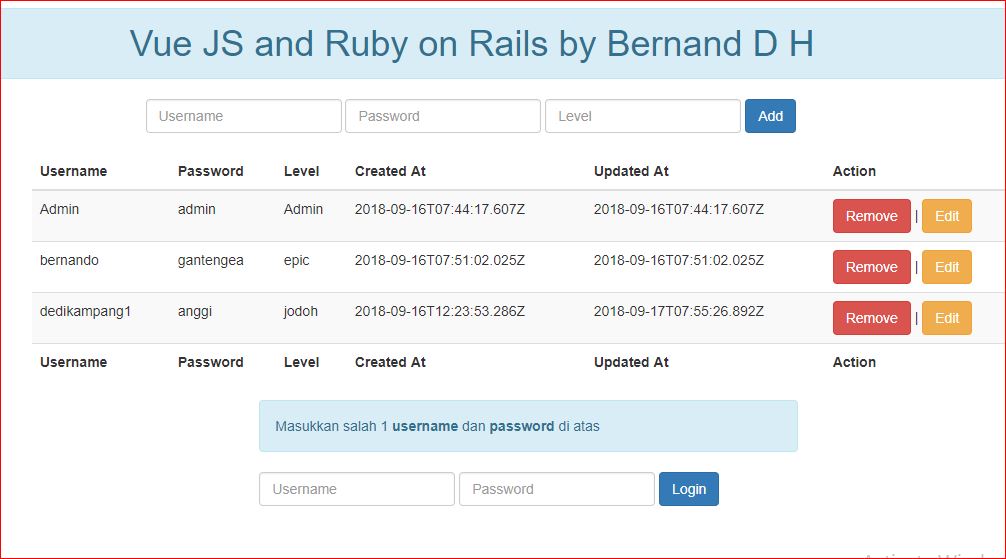 Vue JS and Ruby on Rails by Bernand D H
Username Password Level Add
Username Password Level Created At Updated At Action
Admin admin Admin 2018-09-16T07:44:17.607Z 2018-09-16T07:44:17.607Z Remove | Edit
bernando gantengea epic 2018-09-16T07:51:02.025Z 2018-09-16T07:51:02.025Z Remove | Edit
dedikampang1 anggi jodoh 2018-09-16T12:23:53.286Z 2018-09-17T07:55:26.892Z Remove | Edit
Username Password Level Created At Updated At Action
Masukkan salah 1 username dan password di atas
Username Password Login